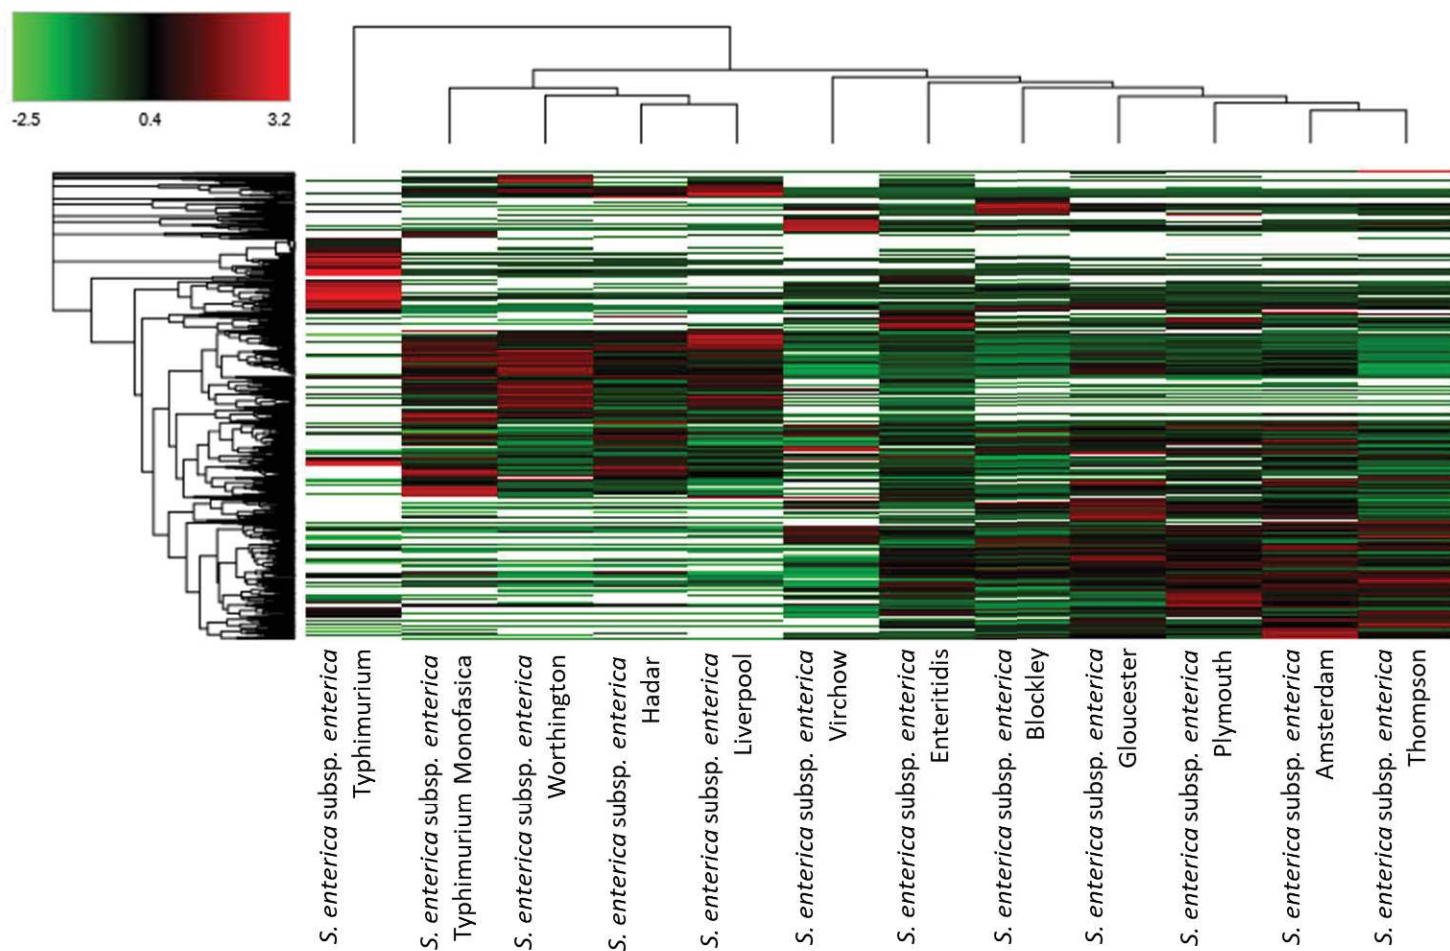 -2.5 0.4 3.2
S. enterica subsp. enterica
Typhimurium
S. enterica subsp. enterica
Typhimurium Monofasica
S. enterica subsp. enterica
Worthington
S. enterica subsp. enterica
Hadar
S. enterica subsp. enterica
Liverpool
S. enterica subsp. enterica
Virchow
S. enterica subsp. enterica
Enteritidis
S. enterica subsp. enterica
Blockley
S. enterica subsp. enterica
Gloucester
S. enterica subsp. enterica
Plymouth
S. enterica subsp. enterica
Amsterdam
S. enterica subsp. enterica
Thompson